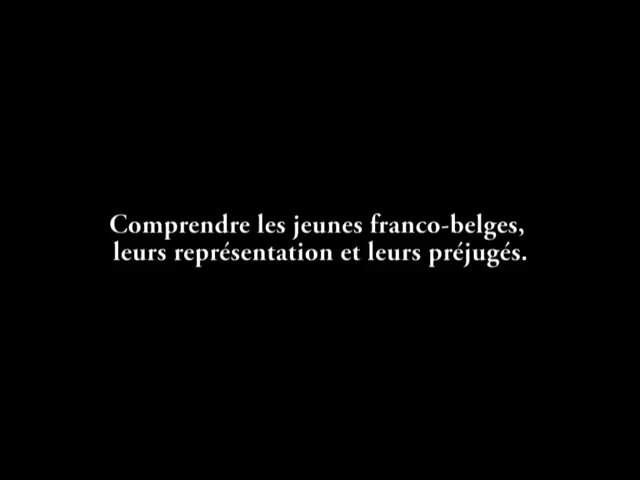 Comprendre les jeunes franco-belges,
leurs représentation et leurs préjugés.